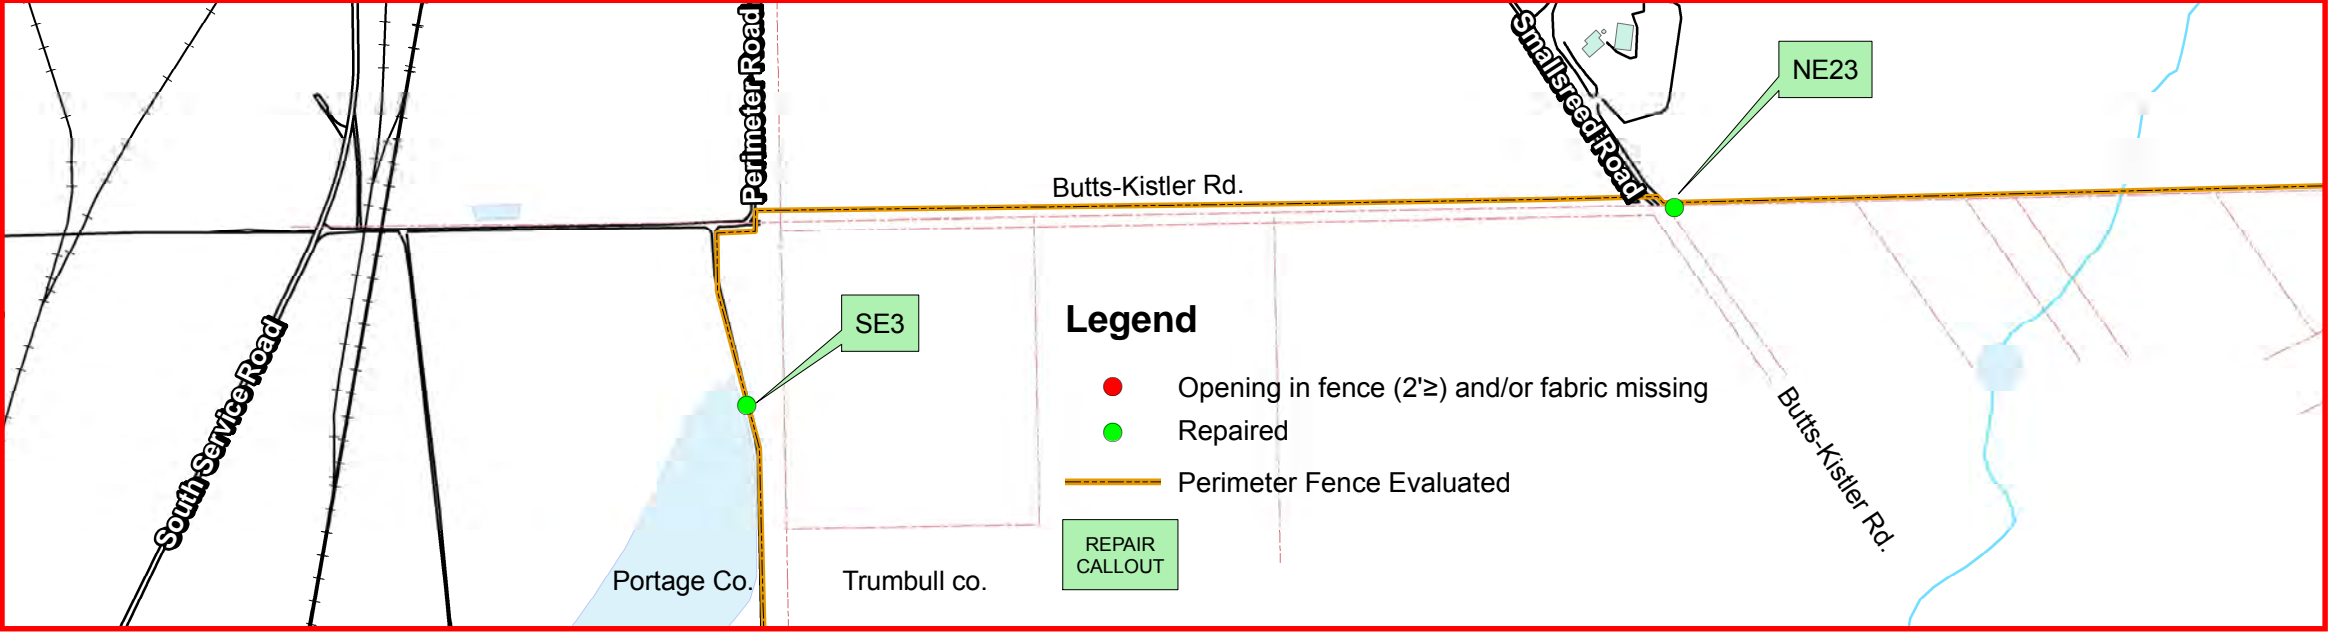 Perimeter Road
Smallsreed Road
NE23
Butts-Kistler Rd.
SE3
South Service Road
Legend
Opening in fence (2'≥) and/or fabric missing
Repaired
Perimeter Fence Evaluated
REPAIR
CALLOUT
Butts-Kistler Rd.
Portage Co.
Trumbull co.